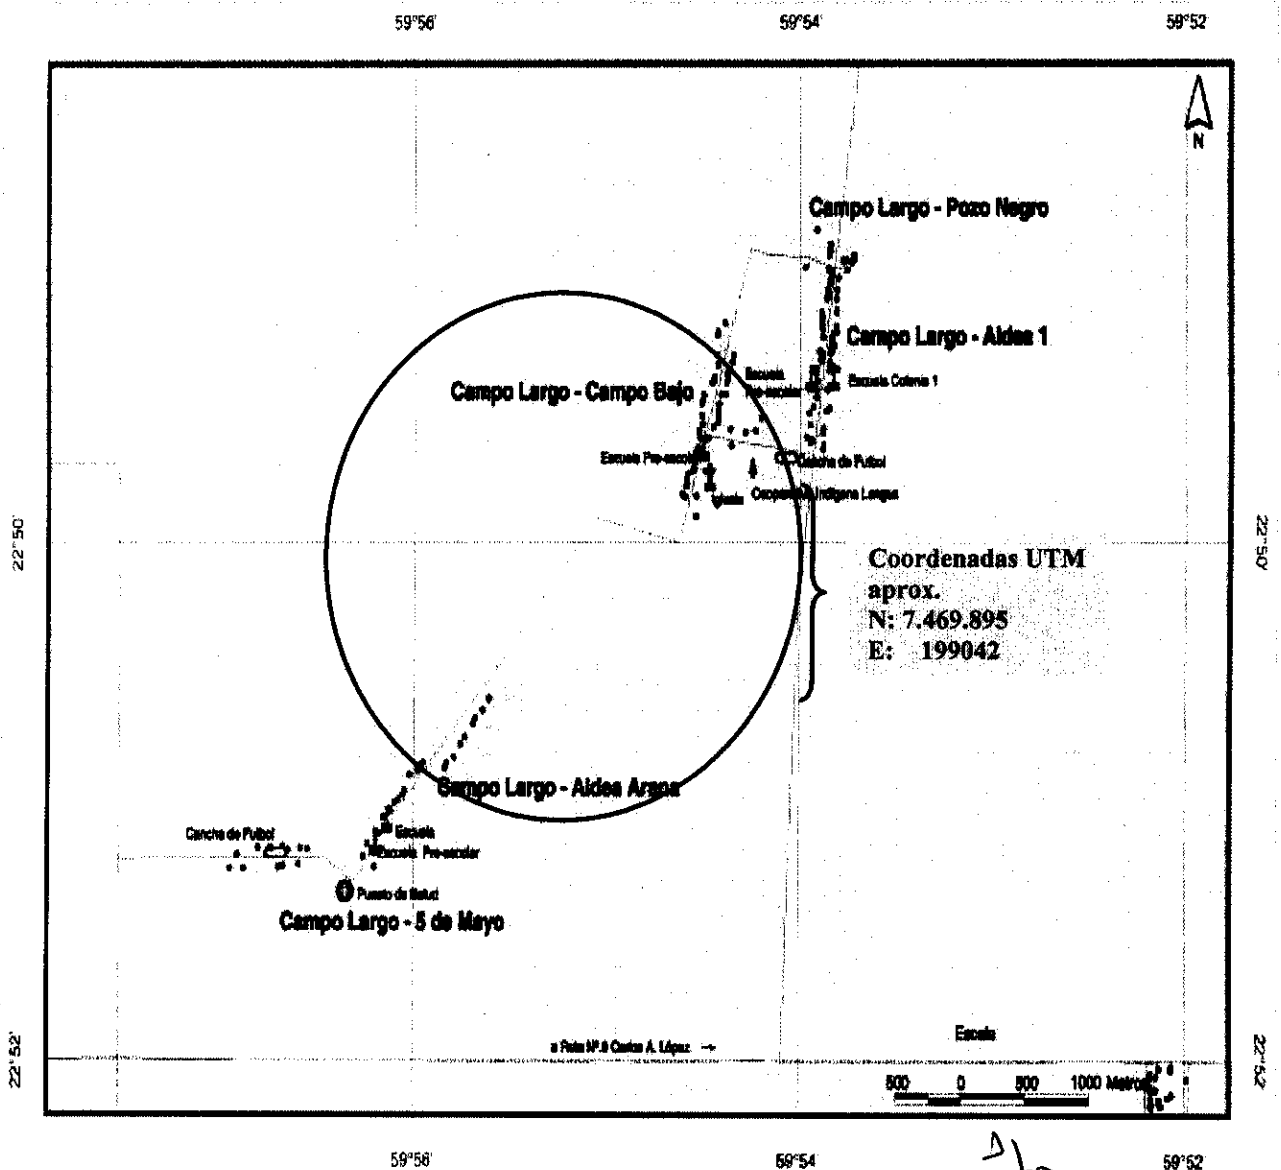 59°56' 59°54' 59°52'
N
Campo Largo - Pozo Negro
Campo Largo - Aldea 1
Escuela
Pre-escolar
Escuela Colonia 1
Campo Largo - Campo Bajo
Escuela Pre-escolar
Cancha de Futbol
Iglesia
Cooperativa Indigena Lengua
22°50' 22°50'
Coordenadas UTM
aprox.
N: 7.469.895
E: 199042
Campo Largo - Aldea Arapa
Cancha de Futbol
Escuela
Escuela Pre-escolar
Puesto de Salud
Campo Largo - 5 de Mayo
22°52' 22°52'
a Ruta Nº.9 Carlos A. López
Escala
500 0 500 1000 Metros
59°56' 59°54' 59°52'